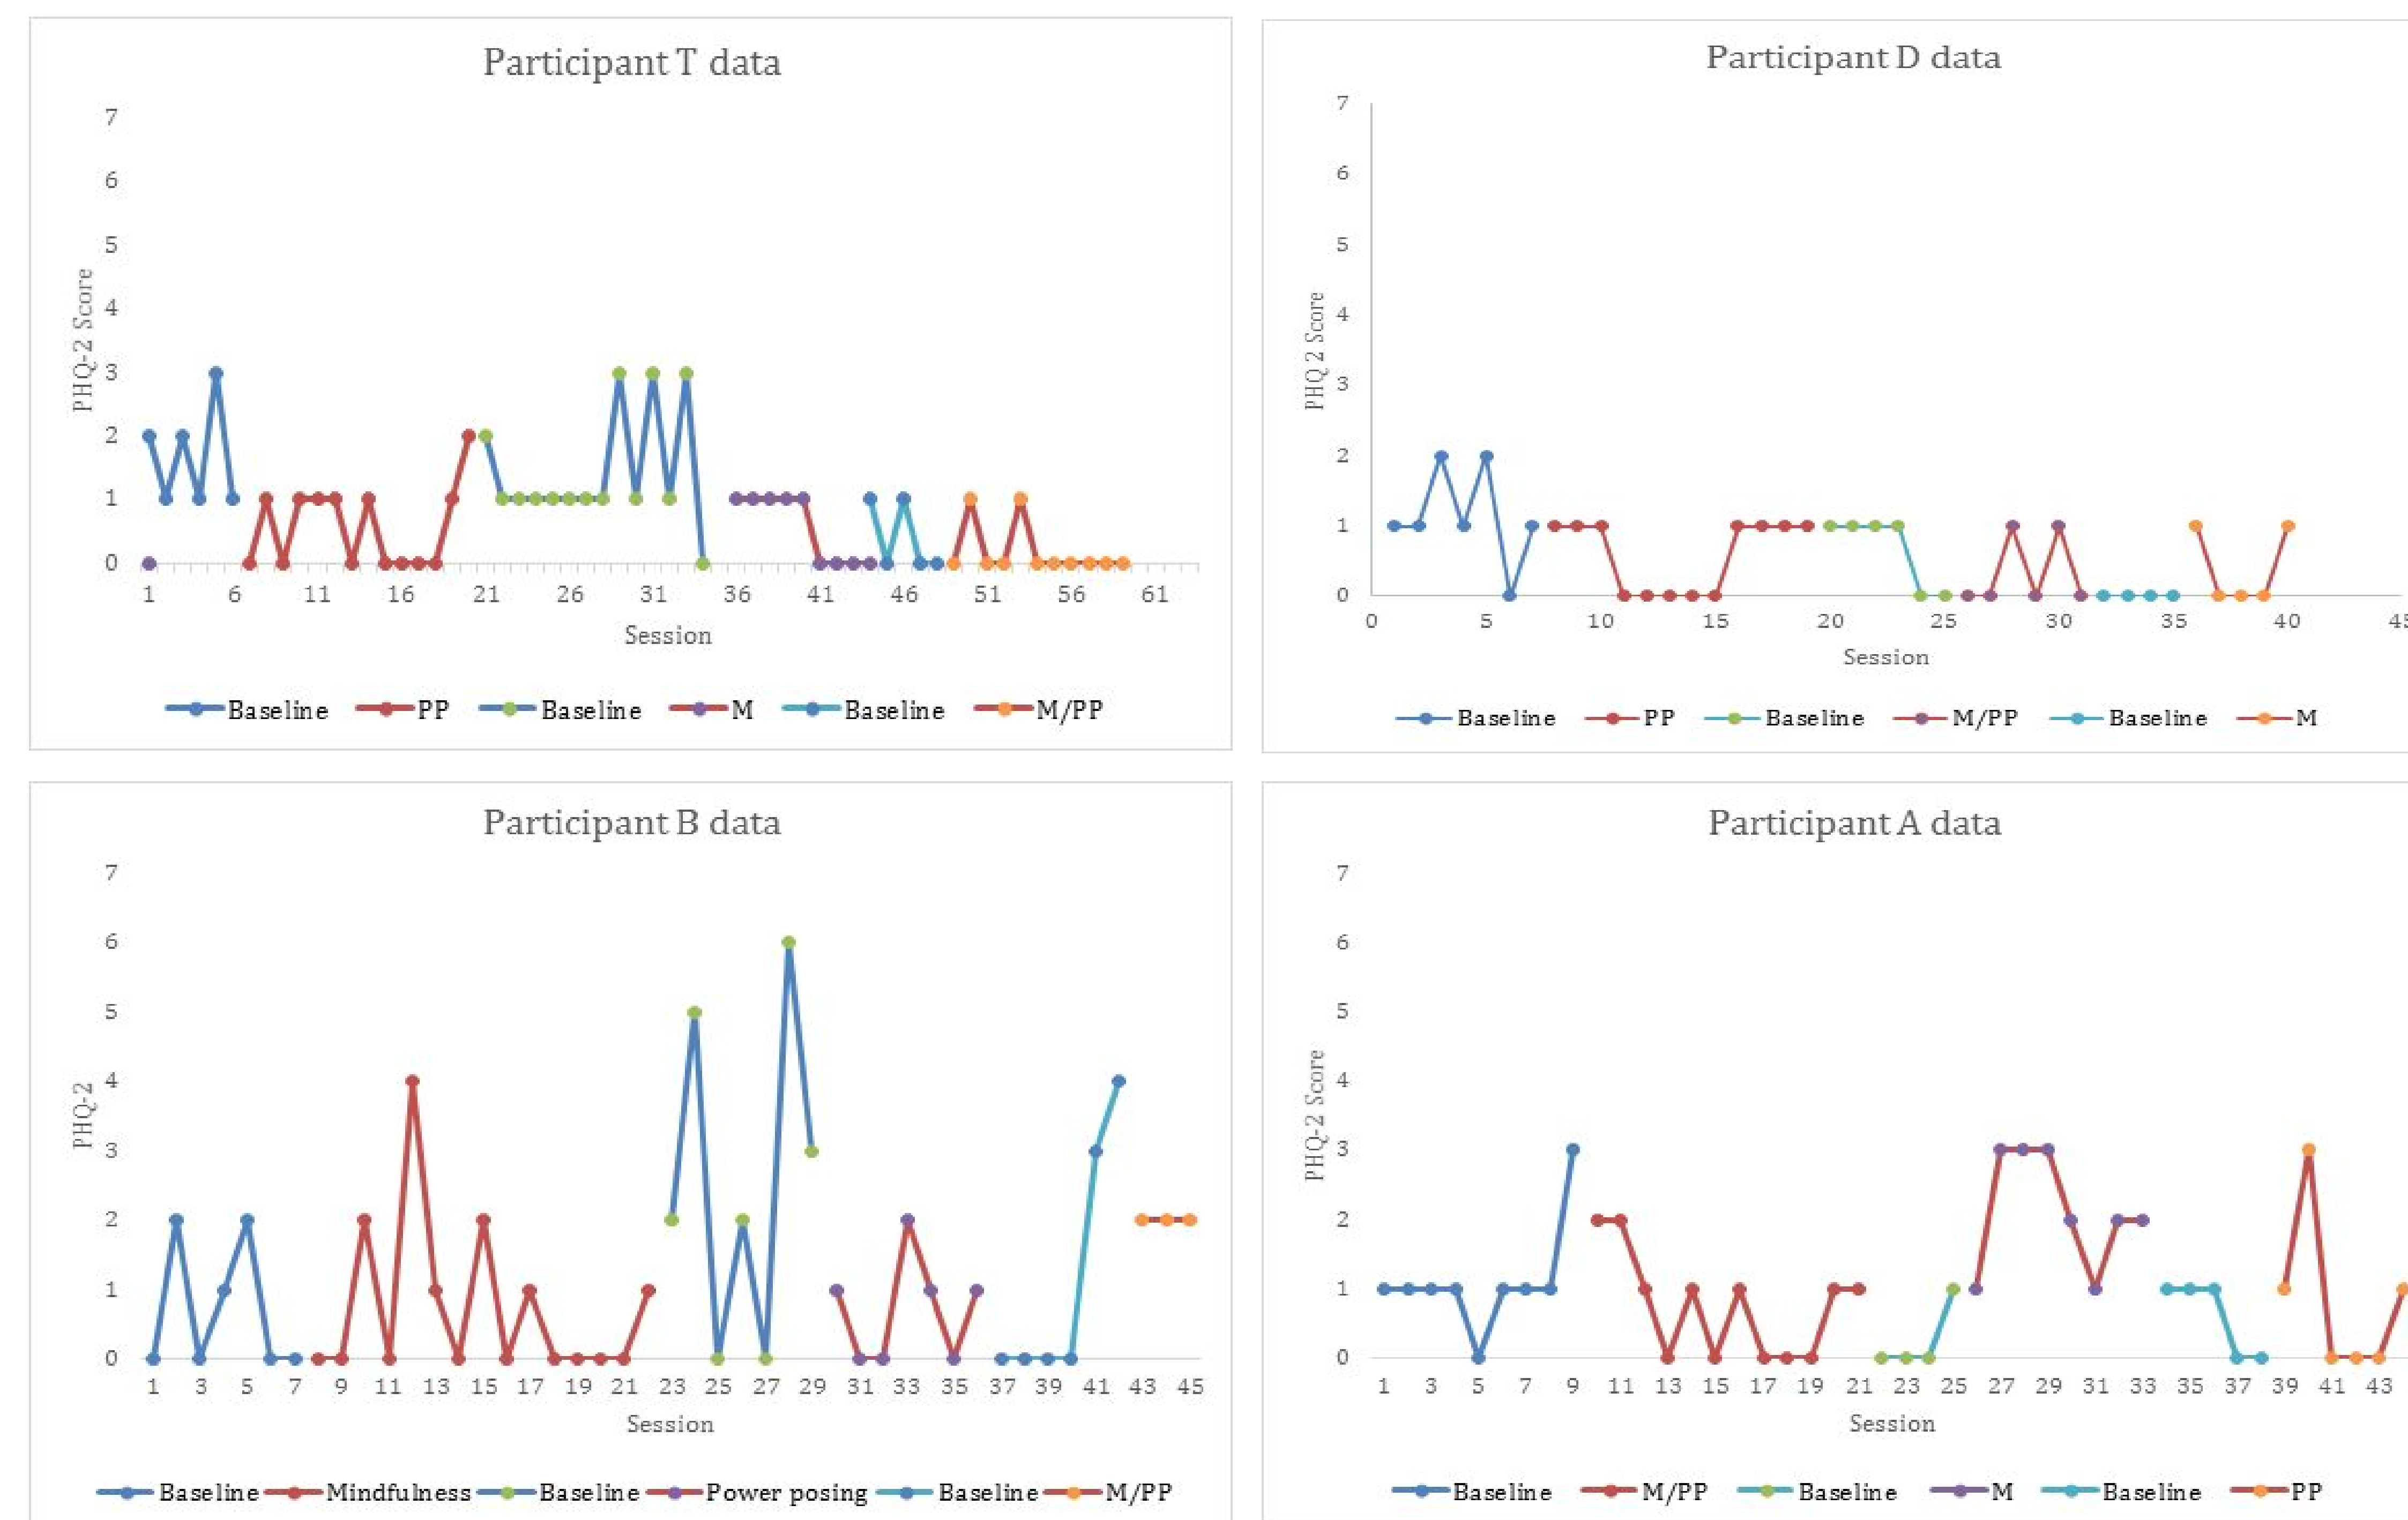 Participant T data
7
6
5
4
3
2
1
0
PHQ-2 Score
1 6 11 16 21 26 31 36 41 46 51 56 61
Session
Baseline PP Baseline M Baseline M/PP
Participant D data
7
6
5
4
3
2
1
0
PHQ 2 Score
0 5 10 15 20 25 30 35 40 45
Session
Baseline PP Baseline M/PP Baseline M
Participant B data
7
6
5
4
3
2
1
0
PHQ-2
1 3 5 7 9 11 13 15 17 19 21 23 25 27 29 31 33 35 37 39 41 43 45
Session
Baseline Mindfulness Baseline Power posing Baseline M/PP
Participant A data
7
6
5
4
3
2
1
0
PHQ-2 Score
1 3 5 7 9 11 13 15 17 19 21 23 25 27 29 31 33 35 37 39 41 43
Session
Baseline M/PP Baseline M Baseline PP